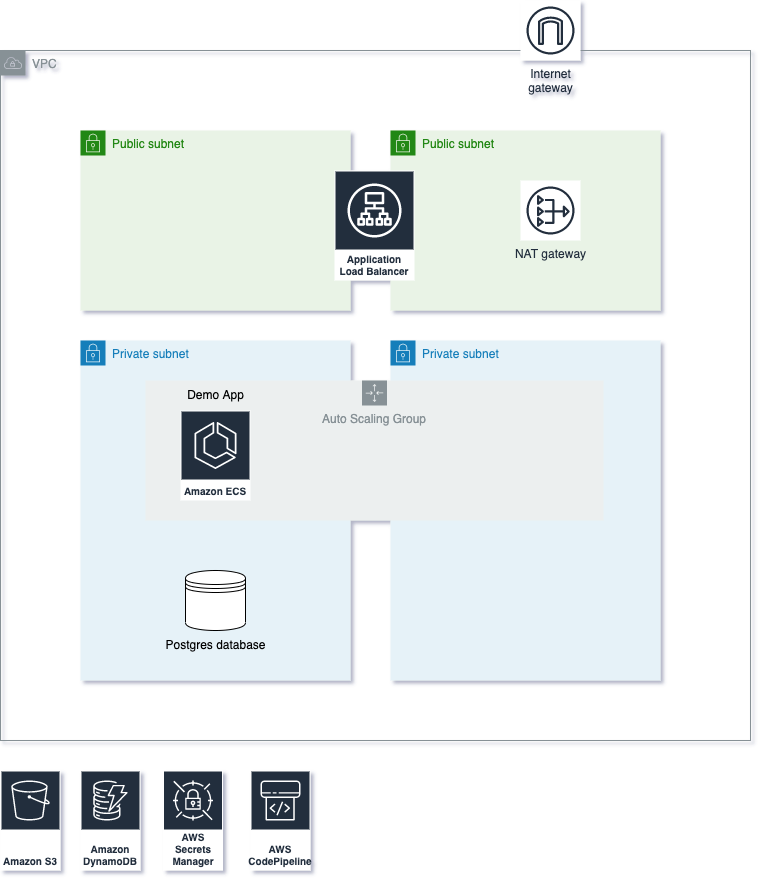 Internet
gateway
VPC
Public subnet
Public subnet
Application
Load Balancer
NAT gateway
Private subnet
Private subnet
Demo App
Auto Scaling Group
Amazon ECS
Postgres database
Amazon S3
Amazon
DynamoDB
AWS
Secrets
Manager
</>
AWS
CodePipeline